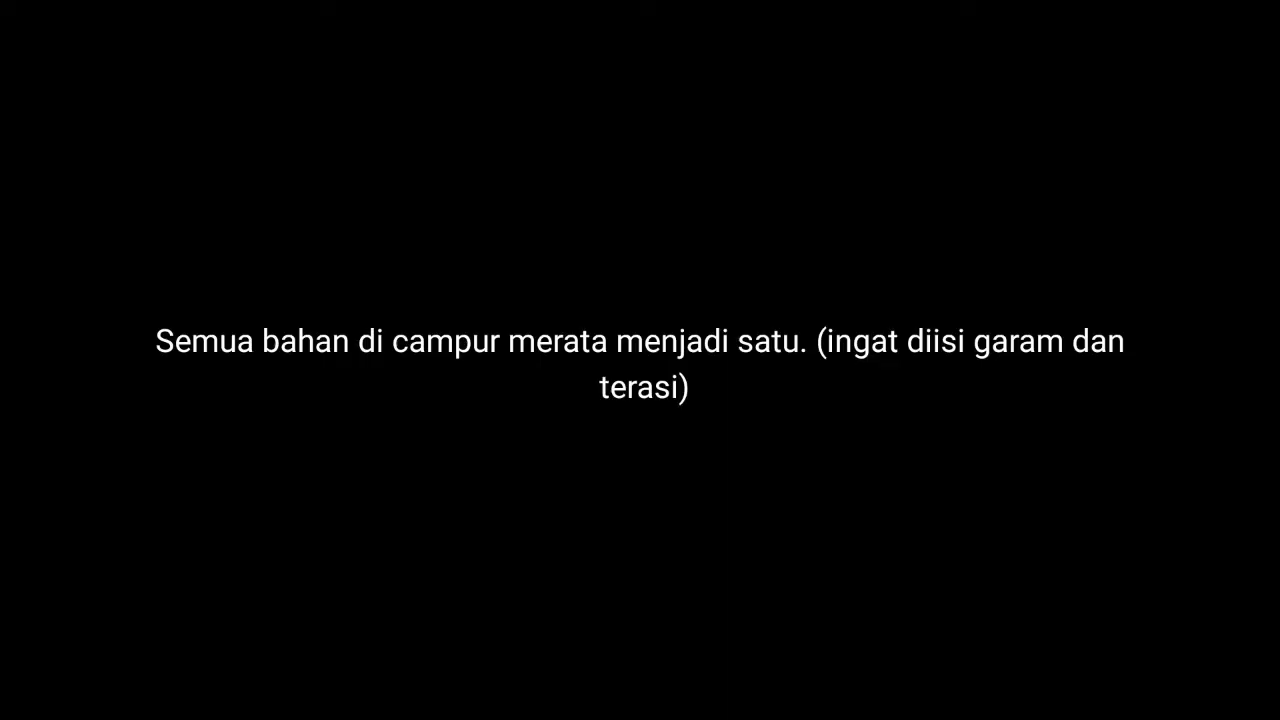 Semua bahan di campur merata menjadi satu. (ingat diisi garam dan
terasi)